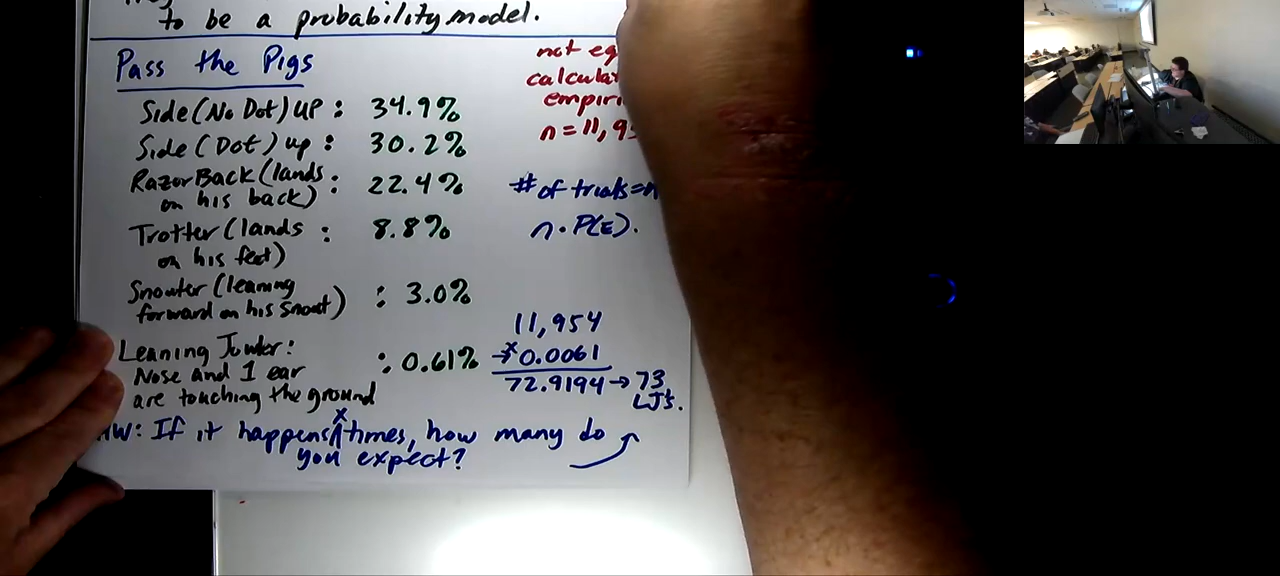 to be a probability model.
Pass the Pigs
not
Side (No Dot) up : 34.9%
empiri
n = 11,95
Side (Dot) up : 30.2%
RazorBack (lands on his back) : 22.4%
# of trials = n
n · P(E).
Trotter (lands on his feet) : 8.8%
Snouter (leaning forward on his snout) : 3.0%
Leaning Jowler : Nose and 1 ear are touching the ground : 0.61%
11,954
x 0.0061
72.9194 → 73
LJs.
HW: If it happens x times, how many do
you expect?